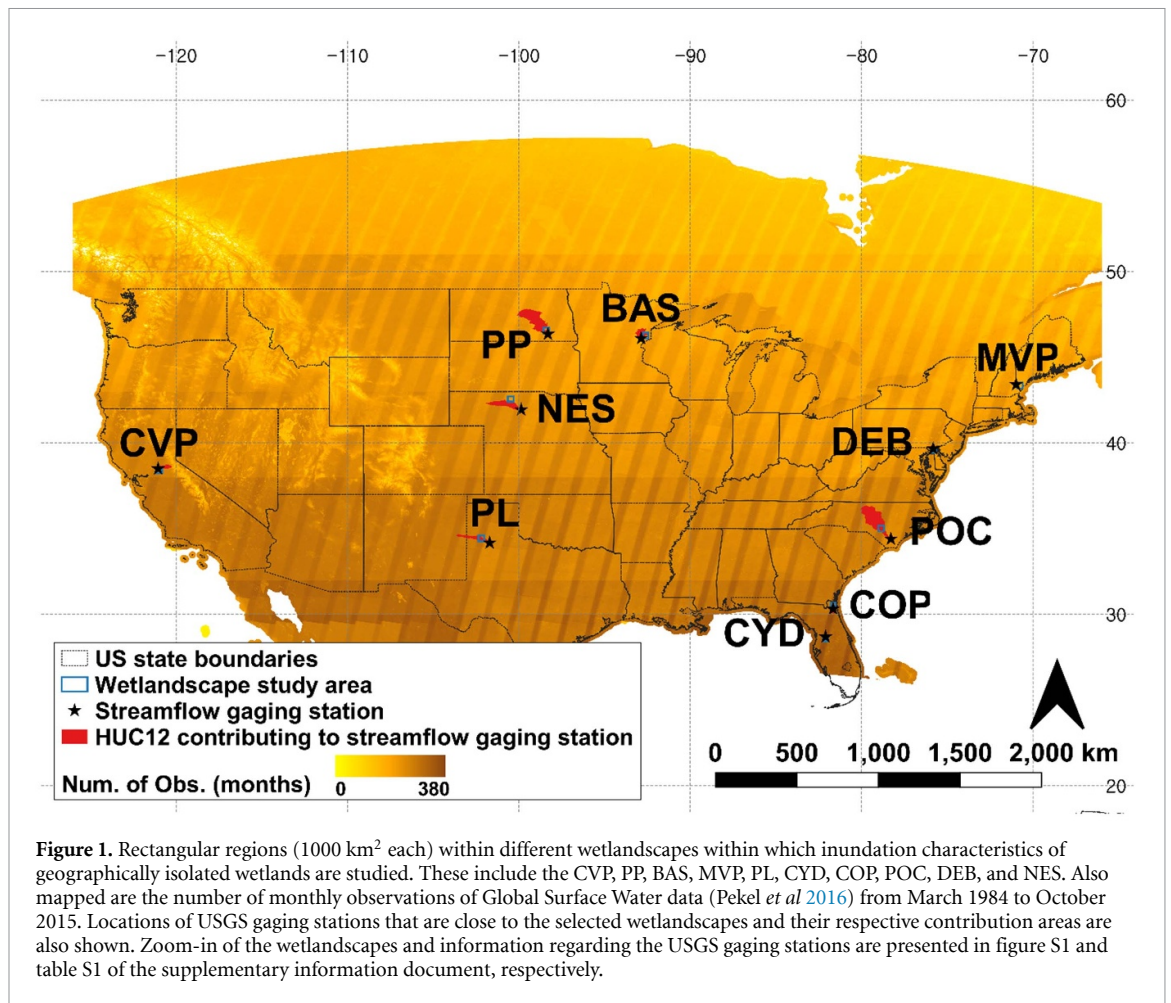 −120 −110 −100 −90 −80 −70
60
50
BAS
PP
MVP
NES
DEB
40
CVP
PL
POC
COP
30
CYD
US state boundaries
Wetlandscape study area
Streamflow gaging station
HUC12 contributing to streamflow gaging station
Num. of Obs. (months)
0 380
0 500 1,000 1,500 2,000 km
20
Figure 1. Rectangular regions (1000 km² each) within different wetlandscapes within which inundation characteristics of
geographically isolated wetlands are studied. These include the CVP, PP, BAS, MVP, PL, CYD, COP, POC, DEB, and NES. Also
mapped are the number of monthly observations of Global Surface Water data (Pekel et al 2016) from March 1984 to October
2015. Locations of USGS gaging stations that are close to the selected wetlandscapes and their respective contribution areas are
also shown. Zoom-in of the wetlandscapes and information regarding the USGS gaging stations are presented in figure S1 and
table S1 of the supplementary information document, respectively.